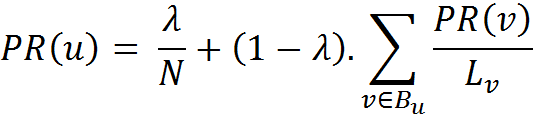 PR(u) = λ/N + (1 − λ). ∑_{v∈B_u} PR(v)/L_v